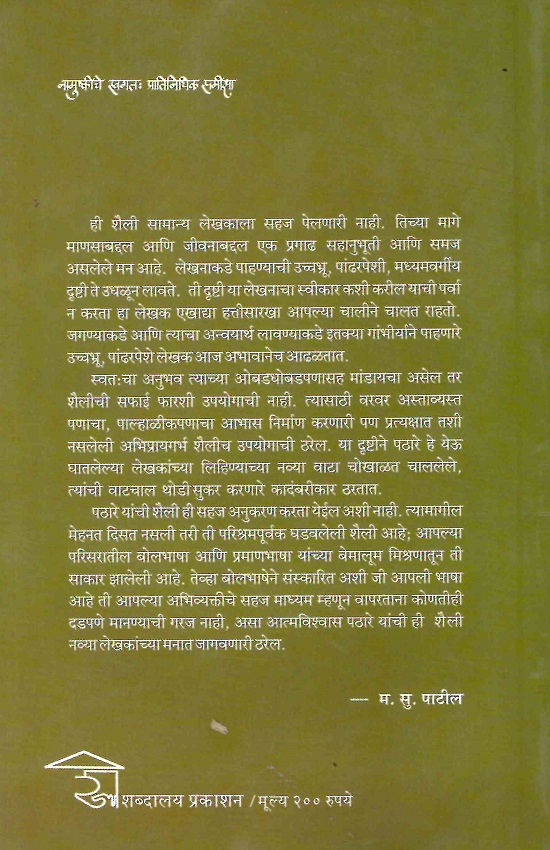 नामुष्कीचे स्वगत: प्रातिनिधिक समीक्षा
ही शैली सामान्य लेखकाला सहज पेलणारी नाही. तिच्या मागे
माणसाबद्दल आणि जीवनाबद्दल एक प्रगाढ सहानुभूती आणि समज
असलेले मन आहे. लेखनाकडे पाहण्याची उच्चभ्रू, पांढरपेशी, मध्यमवर्गीय
दृष्टी ते उधळून लावते. ती दृष्टी या लेखनाचा स्वीकार कशी करील याची पर्वा
न करता हा लेखक एखाद्या हत्तीसारखा आपल्या चालीने चालत राहतो.
जगण्याकडे आणि त्याचा अन्वयार्थ लावण्याकडे इतक्या गांभीर्याने पाहणारे
उच्चभ्रू, पांढरपेशे लेखक आज अभावानेच आढळतात.
स्वत:चा अनुभव त्याच्या ओबडधोबडपणासह मांडायचा असेल तर
शैलीची सफाई फारशी उपयोगाची नाही. त्यासाठी वरवर अस्ताव्यस्त
पणाचा, पाल्हाळीकपणाचा आभास निर्माण करणारी पण प्रत्यक्षात तशी
नसलेली अभिप्रायगर्भ शैलीच उपयोगाची ठरेल. या दृष्टीने पठारे हे येऊ
घातलेल्या लेखकांच्या लिहिण्याच्या नव्या वाटा चोखाळत चाललेले,
त्यांची वाटचाल थोडी सुकर करणारे कादंबरीकार ठरतात.
पठारे यांची शैली ही सहज अनुकरण करता येईल अशी नाही. त्यामागील
मेहनत दिसत नसली तरी ती परिश्रमपूर्वक घडवलेली शैली आहे; आपल्या
परिसरातील बोलभाषा आणि प्रमाणभाषा यांच्या बेमालूम मिश्रणातून ती
साकार झालेली आहे. तेव्हा बोलभाषेने संस्कारित अशी जी आपली भाषा
आहे ती आपल्या अभिव्यक्तीचे सहज माध्यम म्हणून वापरताना कोणतीही
दडपणे मानण्याची गरज नाही, असा आत्मविश्वास पठारे यांची ही शैली
नव्या लेखकांच्या मनात जागवणारी ठरेल.
— म. सु. पाटील
शब्दालय प्रकाशन / मूल्य २०० रुपये